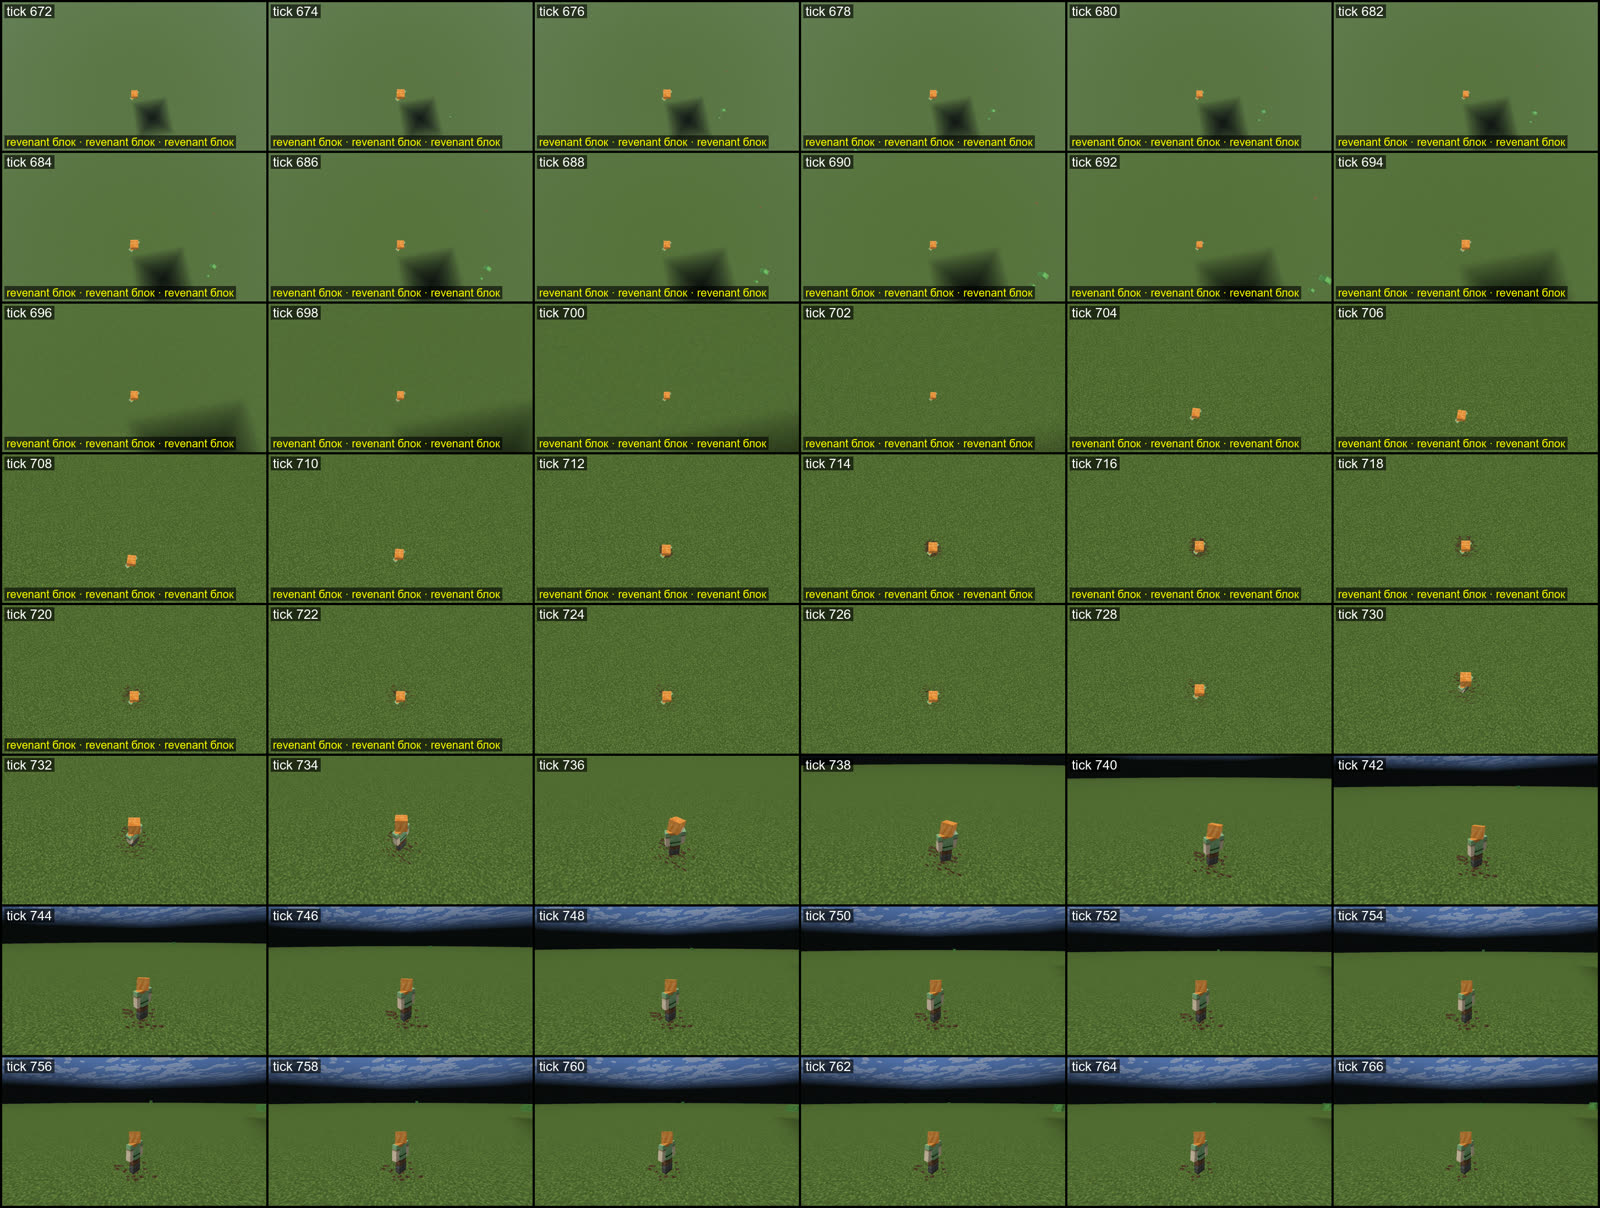 tick 672
revenant блок · revenant блок · revenant блок
tick 674
revenant блок · revenant блок · revenant блок
tick 676
revenant блок · revenant блок · revenant блок
tick 678
revenant блок · revenant блок · revenant блок
tick 680
revenant блок · revenant блок · revenant блок
tick 682
revenant блок · revenant блок · revenant блок
tick 684
revenant блок · revenant блок · revenant блок
tick 686
revenant блок · revenant блок · revenant блок
tick 688
revenant блок · revenant блок · revenant блок
tick 690
revenant блок · revenant блок · revenant блок
tick 692
revenant блок · revenant блок · revenant блок
tick 694
revenant блок · revenant блок · revenant блок
tick 696
revenant блок · revenant блок · revenant блок
tick 698
revenant блок · revenant блок · revenant блок
tick 700
revenant блок · revenant блок · revenant блок
tick 702
revenant блок · revenant блок · revenant блок
tick 704
revenant блок · revenant блок · revenant блок
tick 706
revenant блок · revenant блок · revenant блок
tick 708
revenant блок · revenant блок · revenant блок
tick 710
revenant блок · revenant блок · revenant блок
tick 712
revenant блок · revenant блок · revenant блок
tick 714
revenant блок · revenant блок · revenant блок
tick 716
revenant блок · revenant блок · revenant блок
tick 718
revenant блок · revenant блок · revenant блок
tick 720
revenant блок · revenant блок · revenant блок
tick 722
revenant блок · revenant блок · revenant блок
tick 724
tick 726
tick 728
tick 730
tick 732
tick 734
tick 736
tick 738
tick 740
tick 742
tick 744
tick 746
tick 748
tick 750
tick 752
tick 754
tick 756
tick 758
tick 760
tick 762
tick 764
tick 766